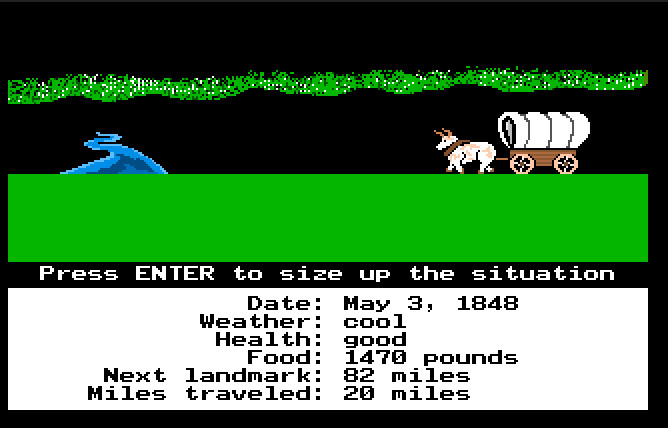 Press ENTER to size up the situation
Date: May 3, 1848
Weather: cool
Health: good
Food: 1470 pounds
Next landmark: 82 miles
Miles traveled: 20 miles